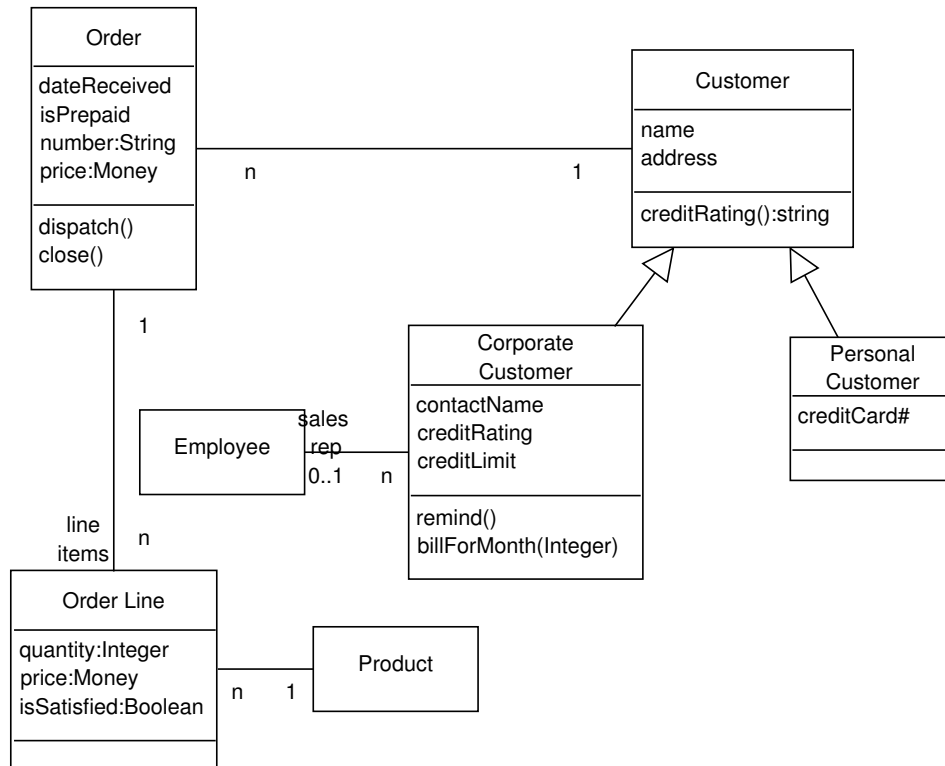 Order
dateReceived
isPrepaid
number:String
price:Money
dispatch()
close()
n
1
Customer
name
address
creditRating():string
1
line
items
n
Employee
sales
rep
0..1
n
Corporate
Customer
contactName
creditRating
creditLimit
remind()
billForMonth(Integer)
Personal
Customer
creditCard#
Order Line
quantity:Integer
price:Money
isSatisfied:Boolean
n
1
Product